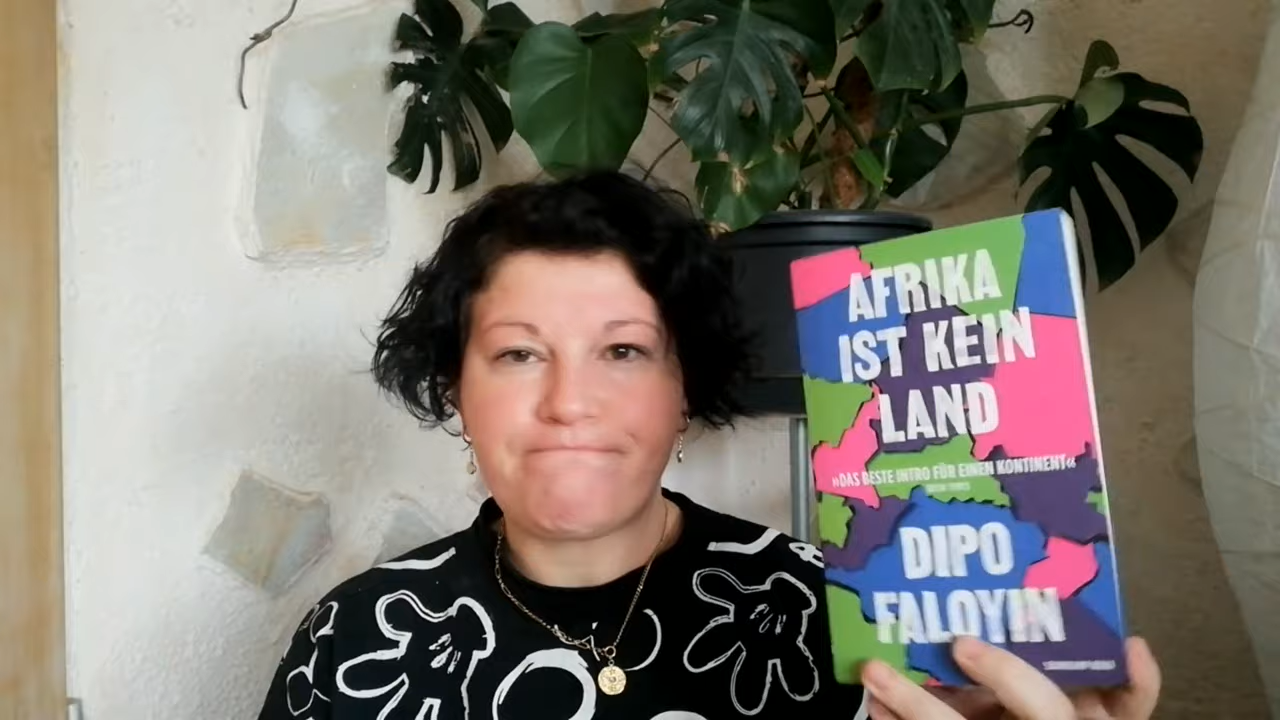 AFRIKA
IST KEIN
LAND
»DAS BESTE INTRO FÜR EINEN KONTINENT«
DIPO
FALOYIN